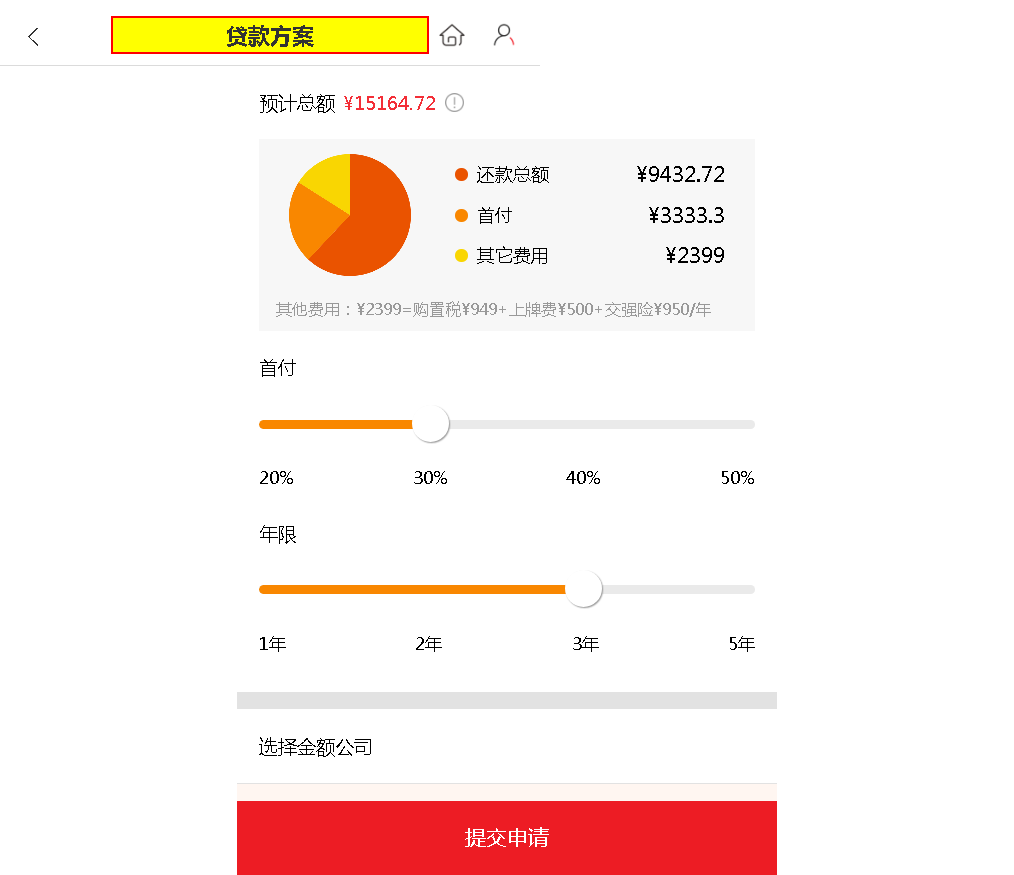 贷款方案
预计总额 ¥15164.72
还款总额 ¥9432.72
首付 ¥3333.3
其它费用 ¥2399
其他费用：¥2399=购置税¥949+上牌费¥500+交强险¥950/年
首付
20% 30% 40% 50%
年限
1年 2年 3年 5年
选择金额公司
提交申请